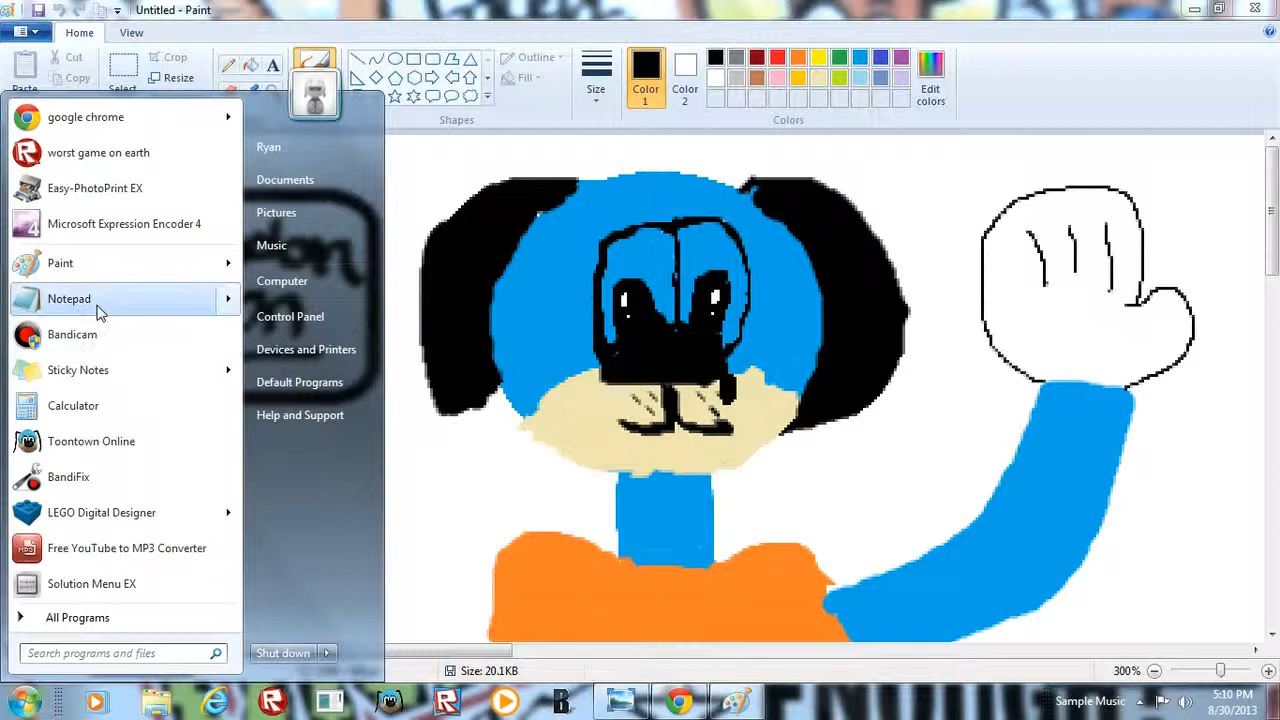 Untitled - Paint
Home
View
Paste
Cut
Copy
Select
Crop
Resize
Outline
Fill
Shapes
Size
Color 1
Color 2
Edit colors
Colors
google chrome
worst game on earth
Easy-PhotoPrint EX
Microsoft Expression Encoder 4
Paint
Notepad
Bandicam
Sticky Notes
Calculator
Toontown Online
BandiFix
LEGO Digital Designer
Free YouTube to MP3 Converter
Solution Menu EX
All Programs
Search programs and files
Ryan
Documents
Pictures
Music
Computer
Control Panel
Devices and Printers
Default Programs
Help and Support
Shut down
Size: 20.1KB
300%
Sample Music
5:10 PM
8/30/2013